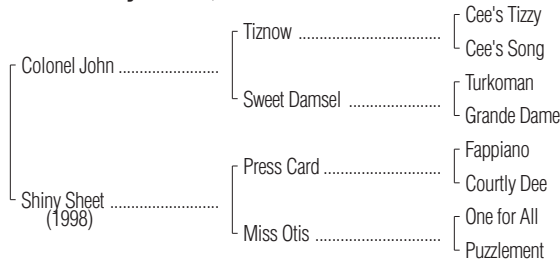 Cee's Tizzy
Tiznow
Cee's Song
Colonel John
Turkoman
Sweet Damsel
Grande Dame
Fappiano
Press Card
Courtly Dee
Shiny Sheet
(1998)
One for All
Miss Otis
Puzzlement